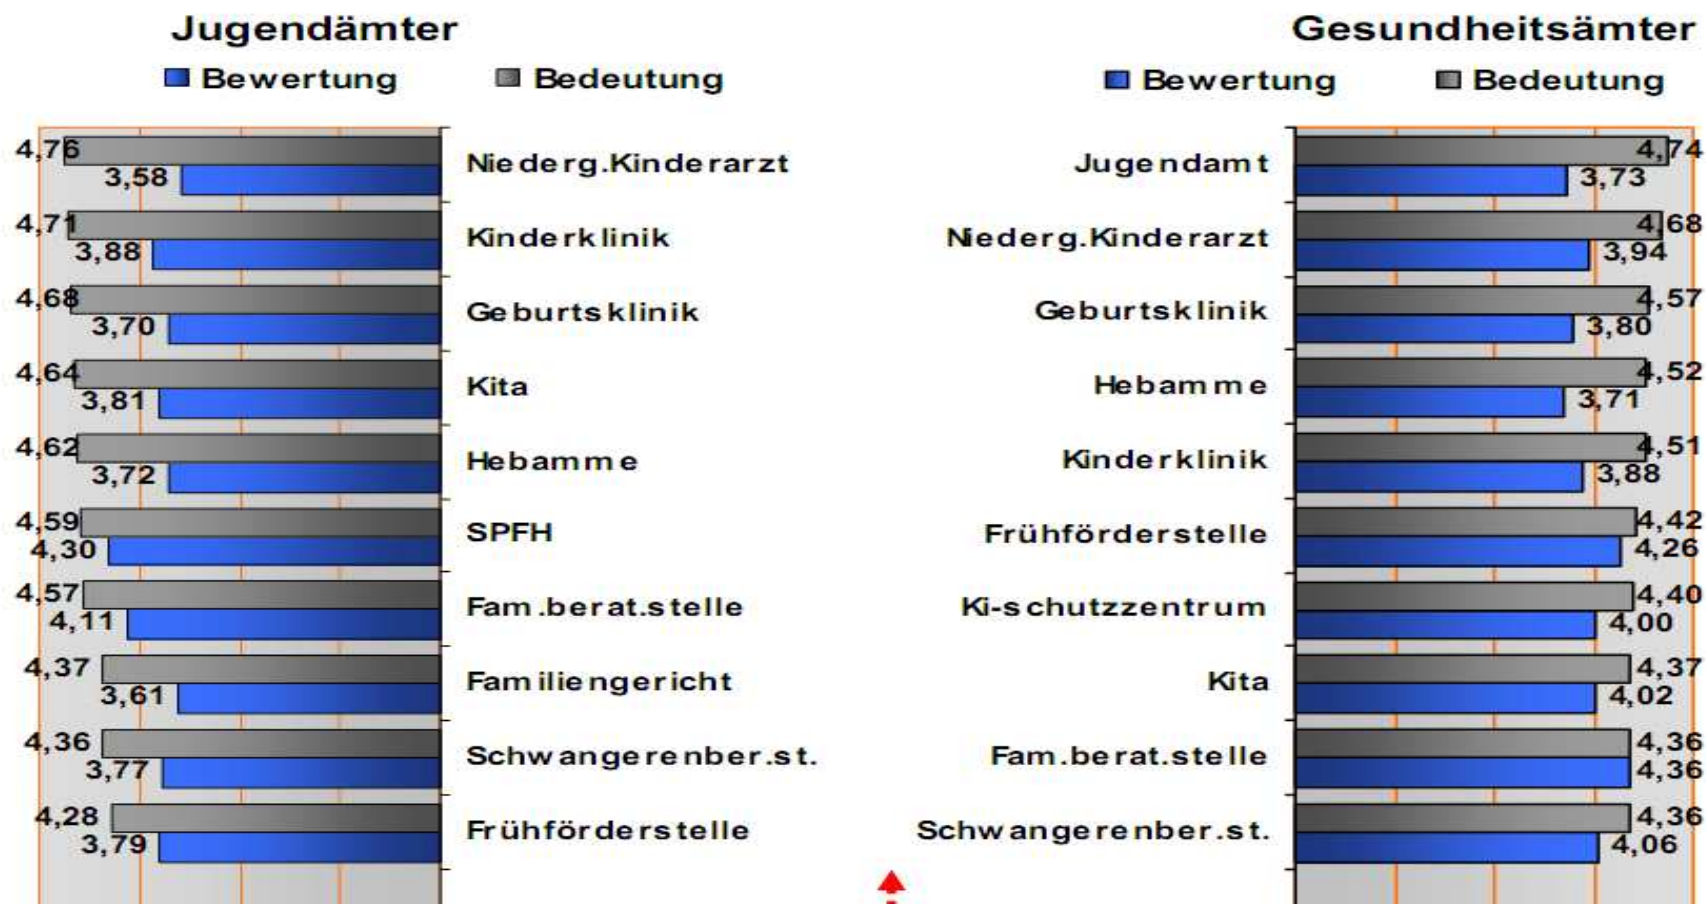 Jugendämter
Bewertung Bedeutung
4,76
3,58
Niederg.Kinderarzt
4,71
3,88
Kinderklinik
4,68
3,70
Geburtsklinik
4,64
3,81
Kita
4,62
3,72
Hebamme
4,59
4,30
SPFH
4,57
4,11
Fam.berat.stelle
4,37
3,61
Familiengericht
4,36
3,77
Schwangerenber.st.
4,28
3,79
Frühförderstelle
Gesundheitsämter
Bewertung Bedeutung
Jugendamt
4,74
3,73
Niederg.Kinderarzt
4,68
3,94
Geburtsklinik
4,57
3,80
Hebamme
4,52
3,71
Kinderklinik
4,51
3,88
Frühförderstelle
4,42
4,26
Ki-schutzzentrum
4,40
4,00
Kita
4,37
4,02
Fam.berat.stelle
4,36
4,36
Schwangerenber.st.
4,36
4,06